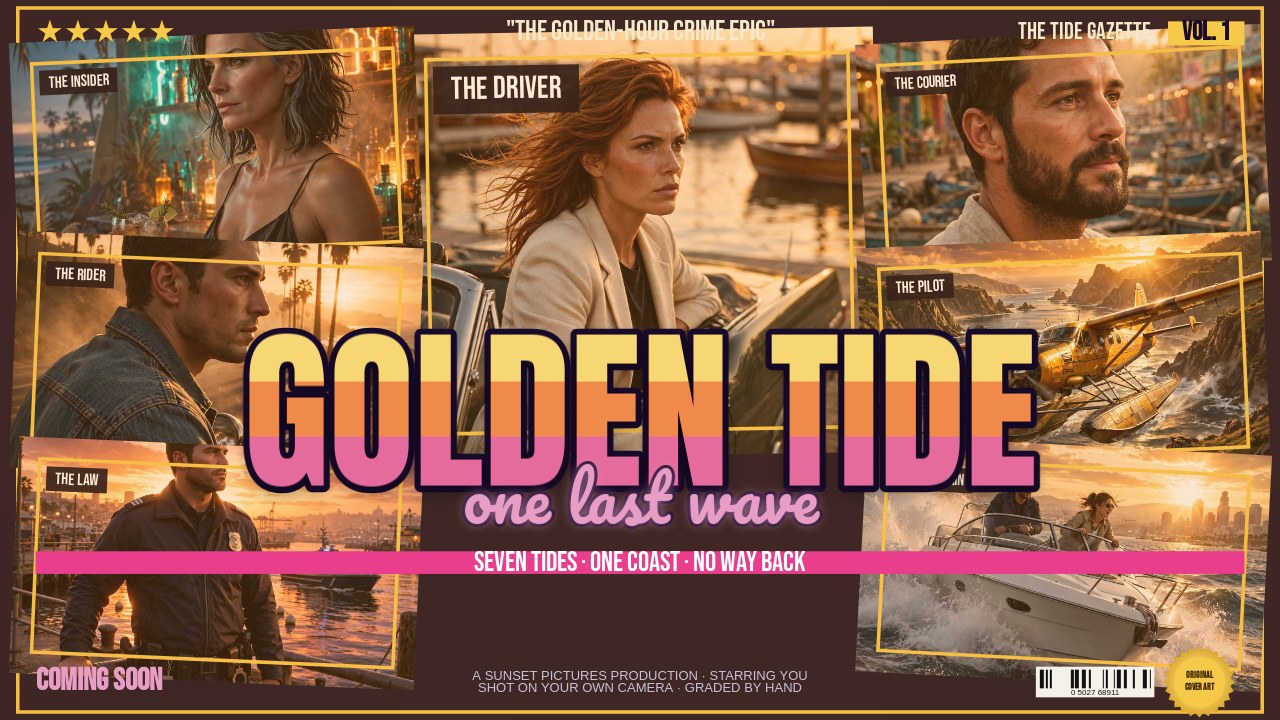 "THE GOLDEN-HOUR CRIME EPIC"
THE TIDE GAZETTE
VOL. 1
THE INSIDER
THE DRIVER
THE COURIER
THE RIDER
THE PILOT
GOLDEN TIDE
one last wave
THE LAW
SEVEN TIDES · ONE COAST · NO WAY BACK
COMING SOON
A SUNSET PICTURES PRODUCTION · STARRING YOU
SHOT ON YOUR OWN CAMERA · GRADED BY HAND
0 5027 68911
ORIGINAL
COVER ART